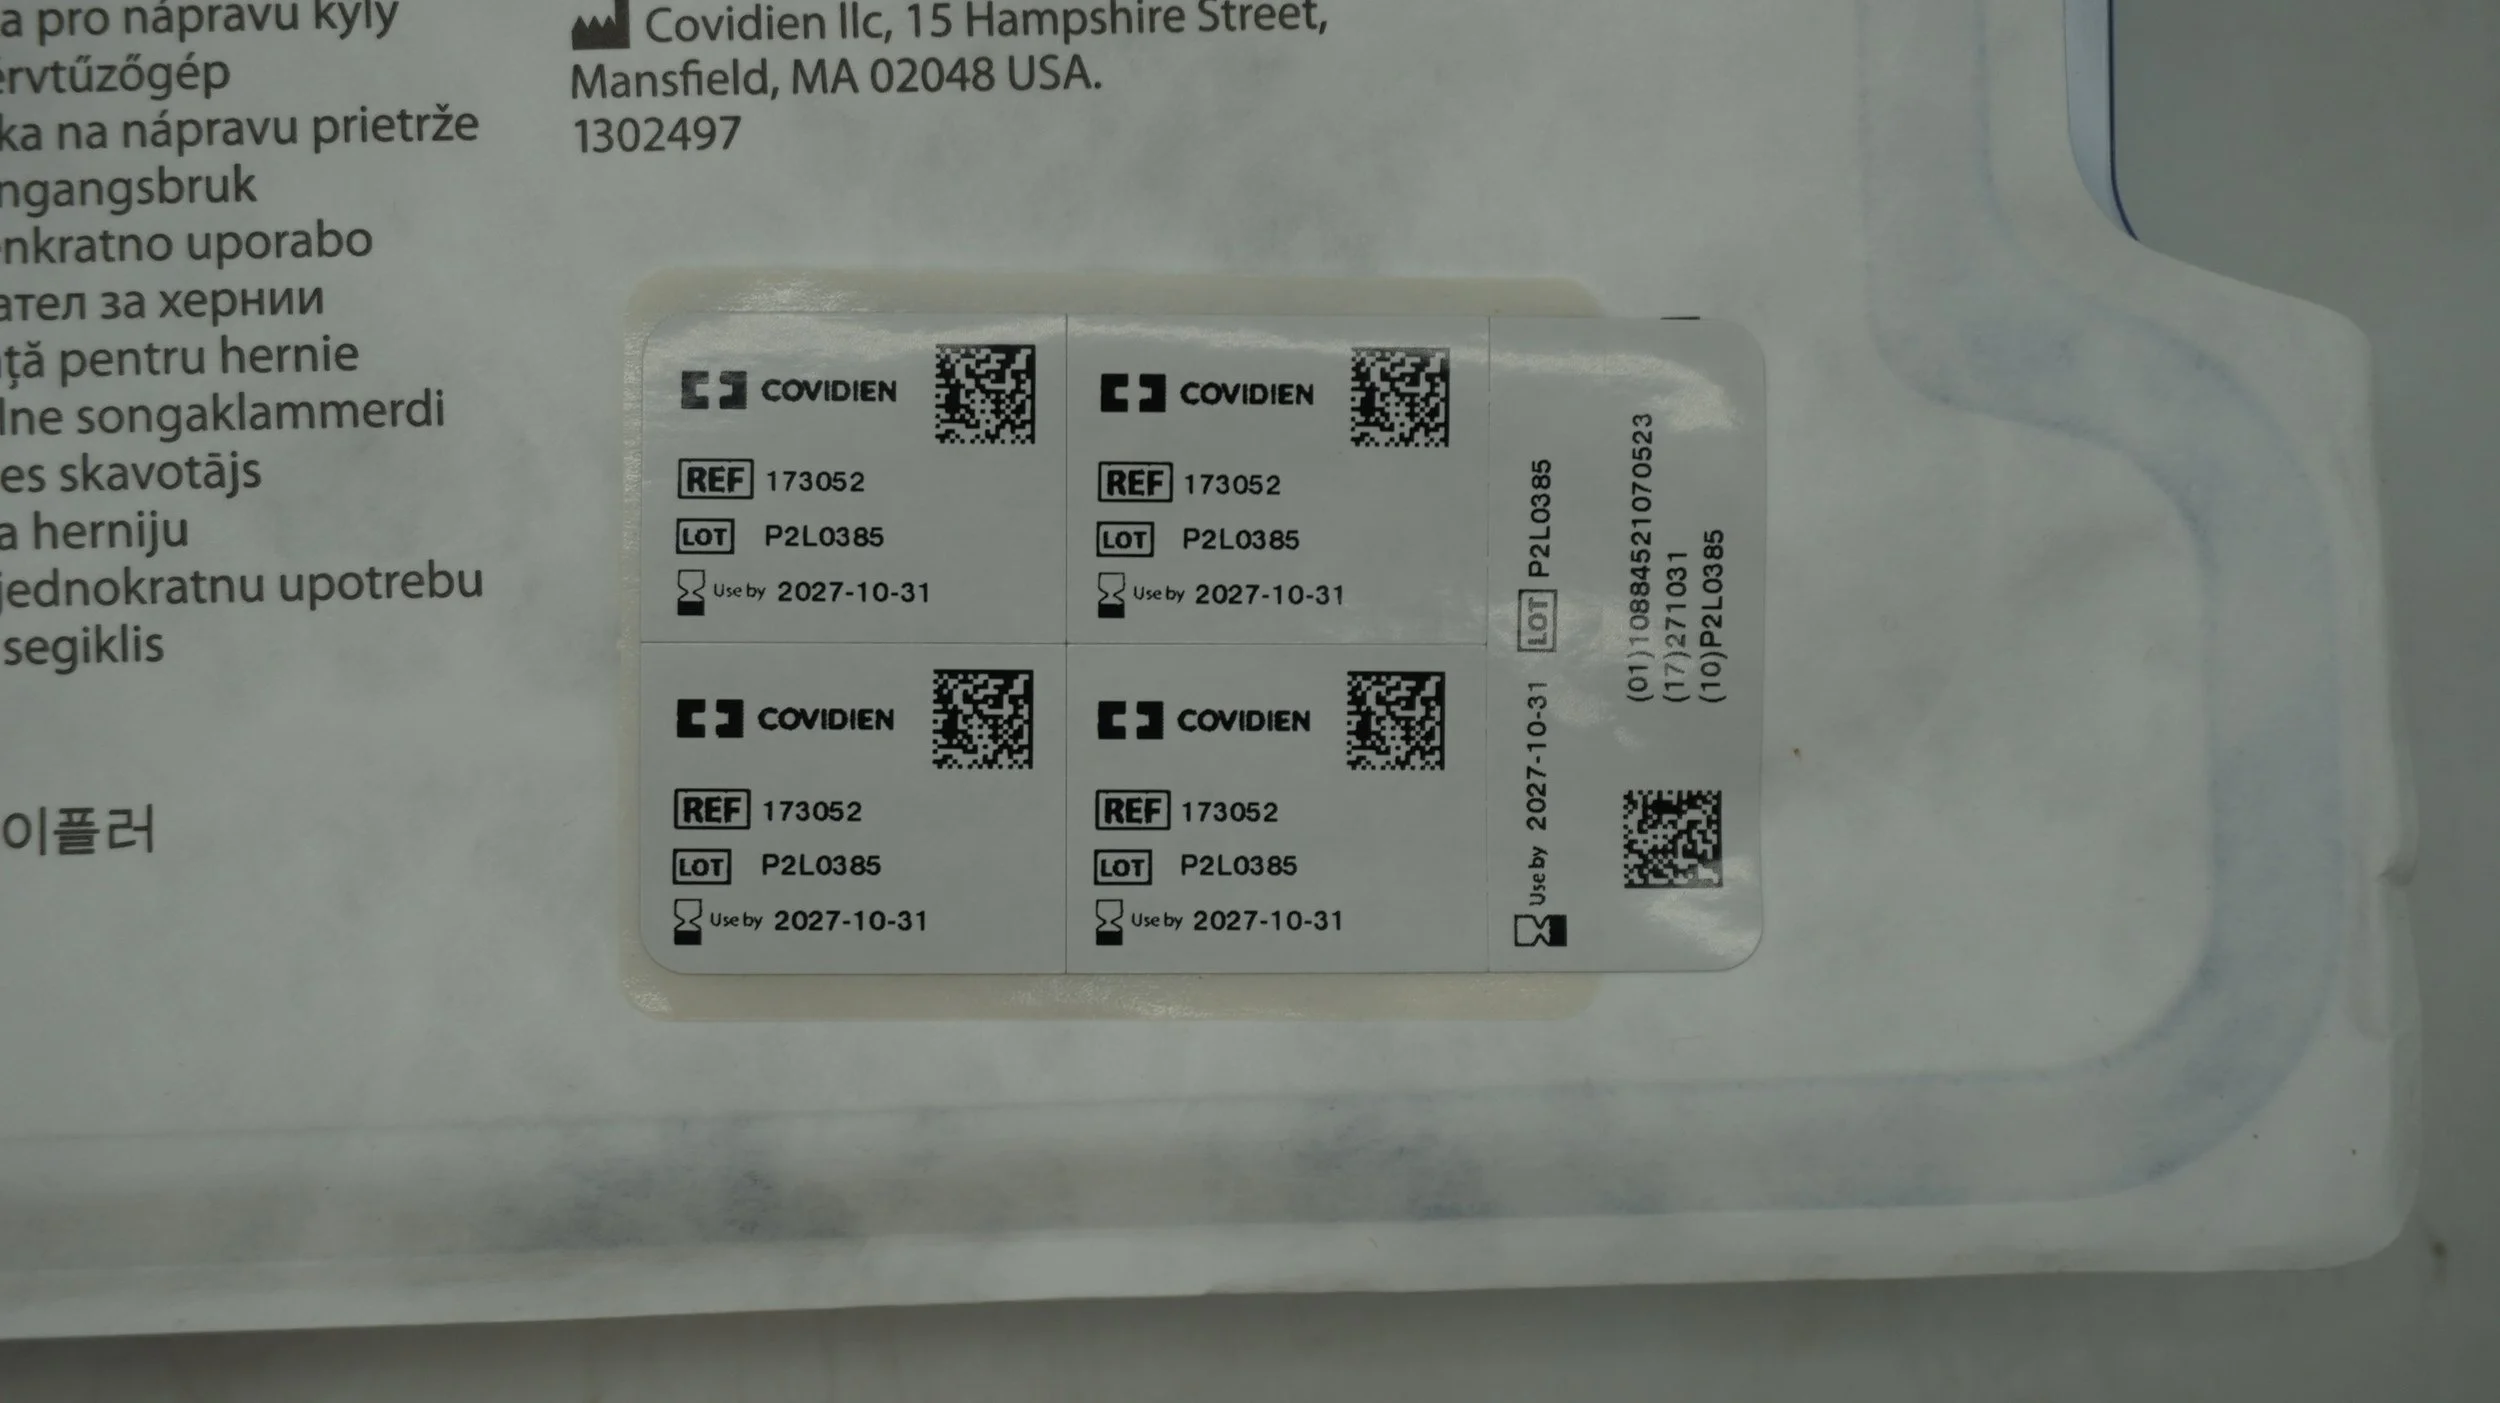 a pro nápravu kyly
érvtűzőgép
ka na nápravu prietrže
ngangsbruk
enkratno uporabo
ател за хернии
ță pentru hernie
lne songaklammerdi
es skavotājs
a herniju
jednokratnu upotrebu
segiklis
이플러
Covidien llc, 15 Hampshire Street,
Mansfield, MA 02048 USA.
1302497
COVIDIEN
REF 173052
LOT P2L0385
Use by 2027-10-31
COVIDIEN
REF 173052
LOT P2L0385
Use by 2027-10-31
COVIDIEN
REF 173052
LOT P2L0385
Use by 2027-10-31
COVIDIEN
REF 173052
LOT P2L0385
Use by 2027-10-31
Use by 2027-10-31 LOT P2L0385
(01)10884521070523
(17)271031
(10)P2L0385